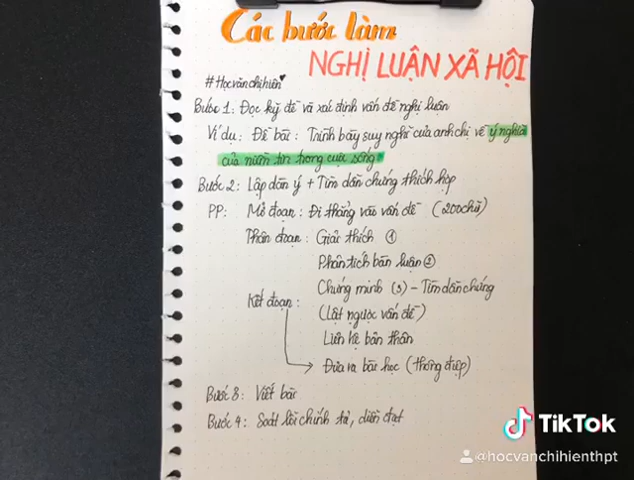 Các bước làm
NGHỊ LUẬN XÃ HỘI
#Họcvănchịhiên
Bước 1: Đọc kỹ đề và xác định vấn đề nghị luận
Ví dụ: Đề bài: Trình bày suy nghĩ của anh chị về ý nghĩa
của niềm tin trong cuộc sống"
Bước 2: Lập dàn ý + Tìm dẫn chứng thích hợp
PP: Mở đoạn: Đi thẳng vào vấn đề (200chữ)
Thân đoạn: Giải thích ①
Phân tích bàn luận ②
Chứng minh (3) - Tìm dẫn chứng
Kết đoạn: (Lật ngược vấn đề)
Liên hệ bản thân
Đưa ra bài học (thông điệp)
Bước 3: Viết bài
Bước 4: Soát lỗi chính tả, diễn đạt
TikTok
@hocvanchihienthpt